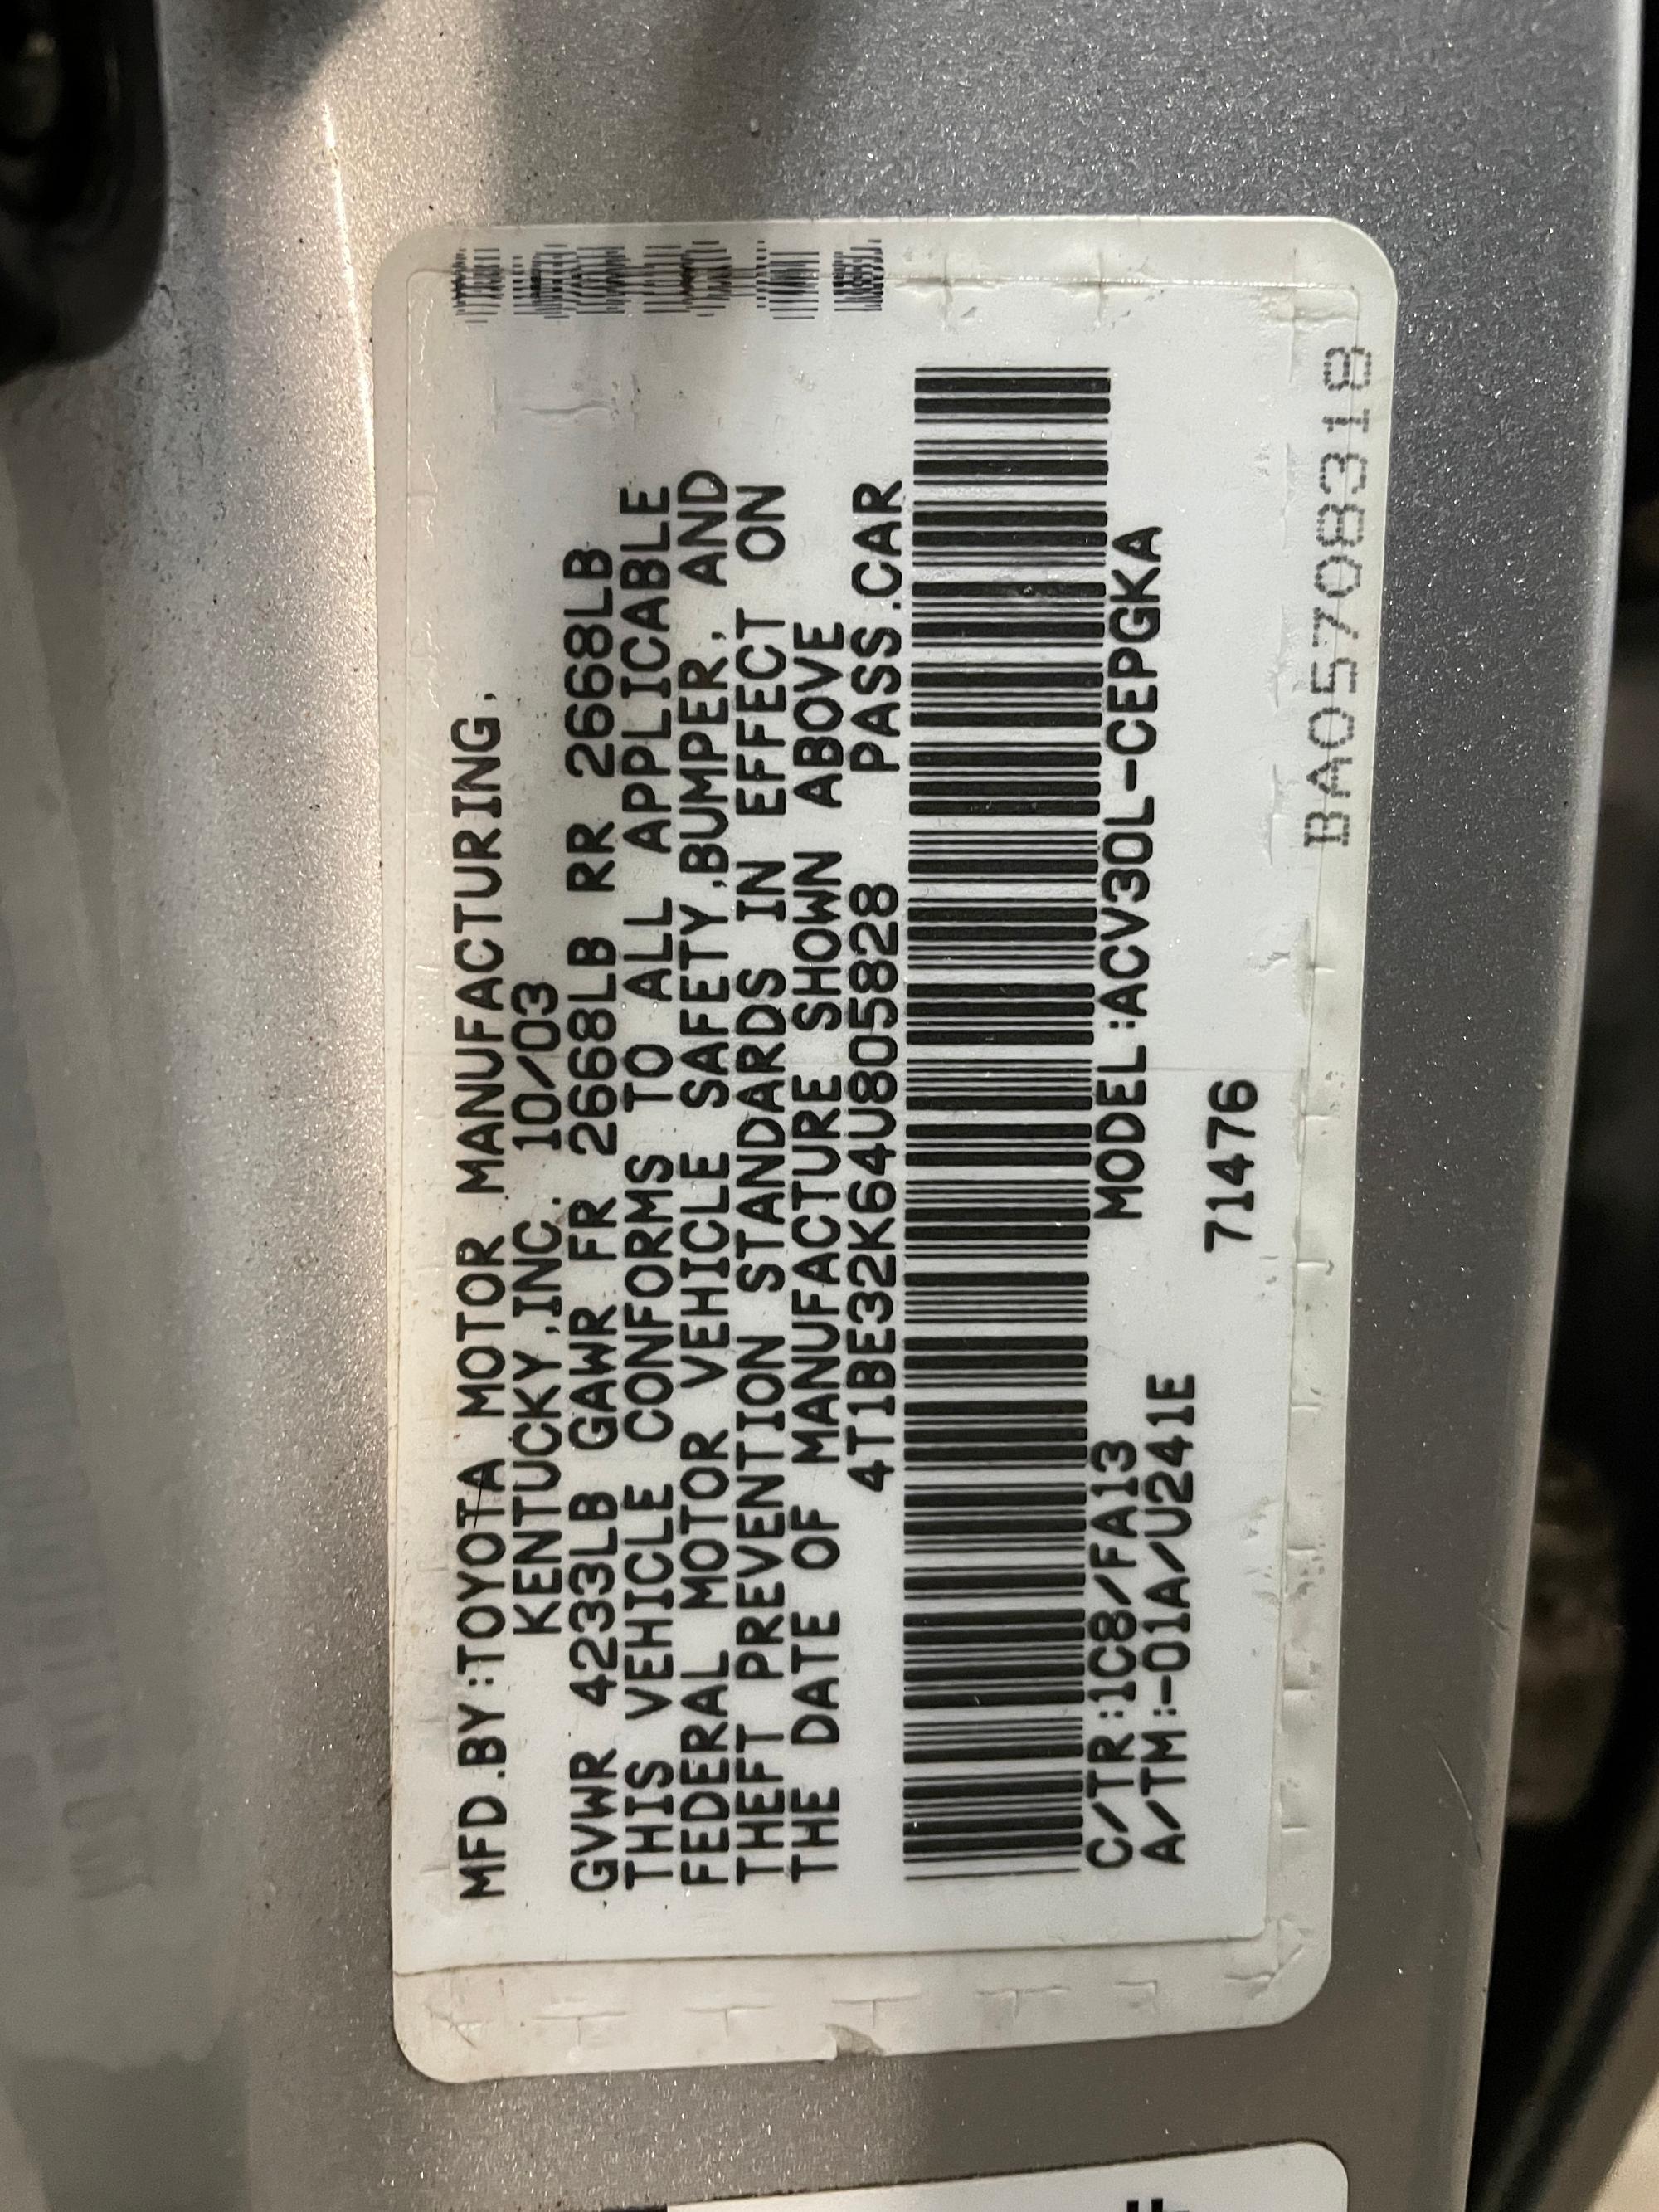 MFD.BY:TOYOTA MOTOR MANUFACTURING,
KENTUCKY,INC. 10/03
GVWR 4233LB GAWR FR 2668LB RR 2668LB
THIS VEHICLE CONFORMS TO ALL APPLICABLE
FEDERAL MOTOR VEHICLE SAFETY,BUMPER, AND
THEFT PREVENTION STANDARDS IN EFFECT ON
THE DATE OF MANUFACTURE SHOWN ABOVE
4T1BE32K64U805828 PASS.CAR
C/TR:1C8/FA13 MODEL:ACV30L-CEPGKA
A/TM:-01A/U241E
71476
BA05708318